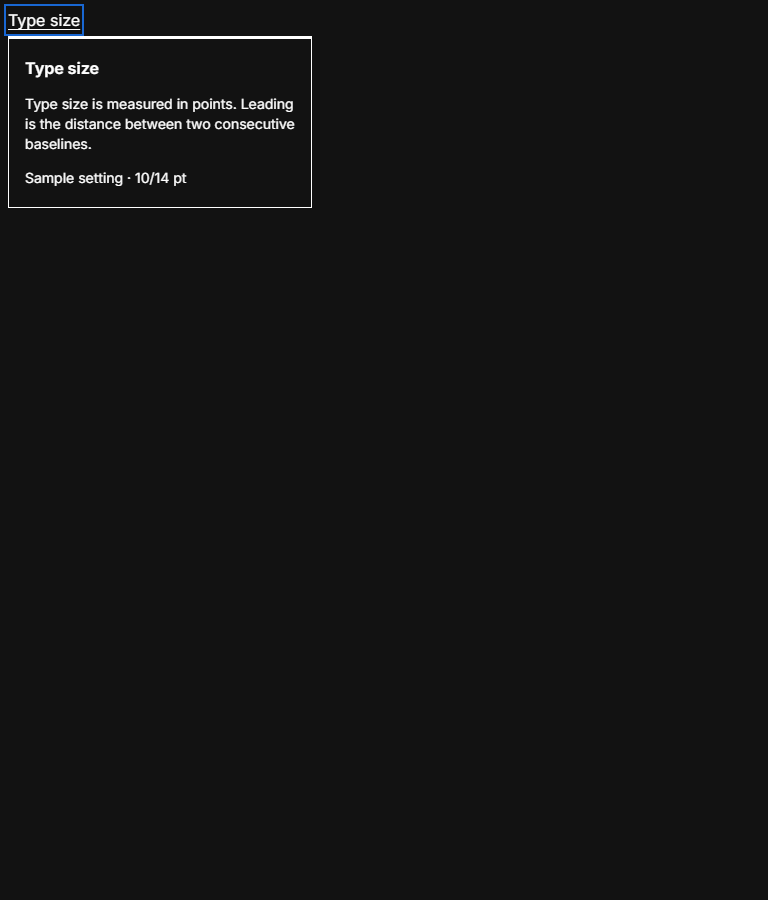 Type size
Type size
Type size is measured in points. Leading
is the distance between two consecutive
baselines.
Sample setting · 10/14 pt